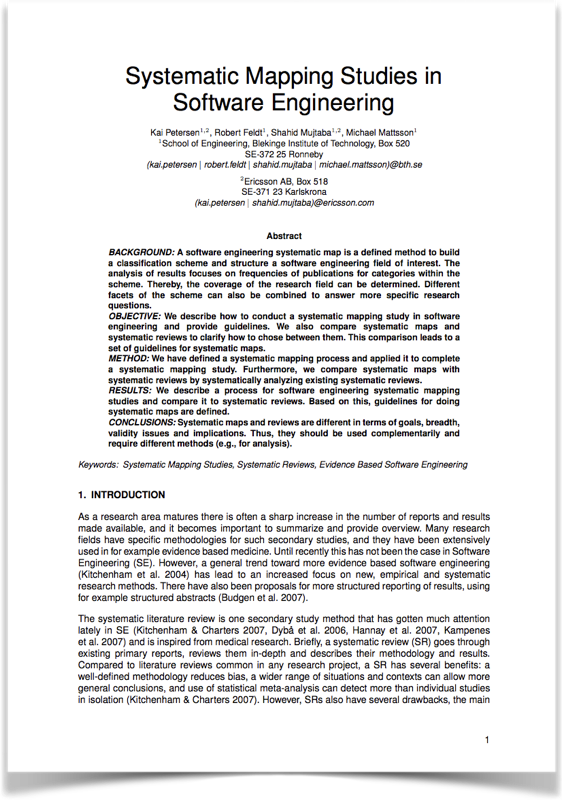 Systematic Mapping Studies in
Software Engineering
Kai Petersen1,2, Robert Feldt1, Shahid Mujtaba1,2, Michael Mattsson1
1School of Engineering, Blekinge Institute of Technology, Box 520
SE-372 25 Ronneby
(kai.petersen | robert.feldt | shahid.mujtaba | michael.mattsson)@bth.se
2Ericsson AB, Box 518
SE-371 23 Karlskrona
(kai.petersen | shahid.mujtaba)@ericsson.com
Abstract
BACKGROUND: A software engineering systematic map is a defined method to build
a classification scheme and structure a software engineering field of interest. The
analysis of results focuses on frequencies of publications for categories within the
scheme. Thereby, the coverage of the research field can be determined. Different
facets of the scheme can also be combined to answer more specific research
questions.
OBJECTIVE: We describe how to conduct a systematic mapping study in software
engineering and provide guidelines. We also compare systematic maps and
systematic reviews to clarify how to chose between them. This comparison leads to a
set of guidelines for systematic maps.
METHOD: We have defined a systematic mapping process and applied it to complete
a systematic mapping study. Furthermore, we compare systematic maps with
systematic reviews by systematically analyzing existing systematic reviews.
RESULTS: We describe a process for software engineering systematic mapping
studies and compare it to systematic reviews. Based on this, guidelines for doing
systematic maps are defined.
CONCLUSIONS: Systematic maps and reviews are different in terms of goals, breadth,
validity issues and implications. Thus, they should be used complementarily and
require different methods (e.g., for analysis).
Keywords: Systematic Mapping Studies, Systematic Reviews, Evidence Based Software Engineering
1. INTRODUCTION
As a research area matures there is often a sharp increase in the number of reports and results
made available, and it becomes important to summarize and provide overview. Many research
fields have specific methodologies for such secondary studies, and they have been extensively
used in for example evidence based medicine. Until recently this has not been the case in Software
Engineering (SE). However, a general trend toward more evidence based software engineering
(Kitchenham et al. 2004) has lead to an increased focus on new, empirical and systematic
research methods. There have also been proposals for more structured reporting of results, using
for example structured abstracts (Budgen et al. 2007).
The systematic literature review is one secondary study method that has gotten much attention
lately in SE (Kitchenham & Charters 2007, Dybå et al. 2006, Hannay et al. 2007, Kampenes
et al. 2007) and is inspired from medical research. Briefly, a systematic review (SR) goes through
existing primary reports, reviews them in-depth and describes their methodology and results.
Compared to literature reviews common in any research project, a SR has several benefits: a
well-defined methodology reduces bias, a wider range of situations and contexts can allow more
general conclusions, and use of statistical meta-analysis can detect more than individual studies
in isolation (Kitchenham & Charters 2007). However, SRs also have several drawbacks, the main
1